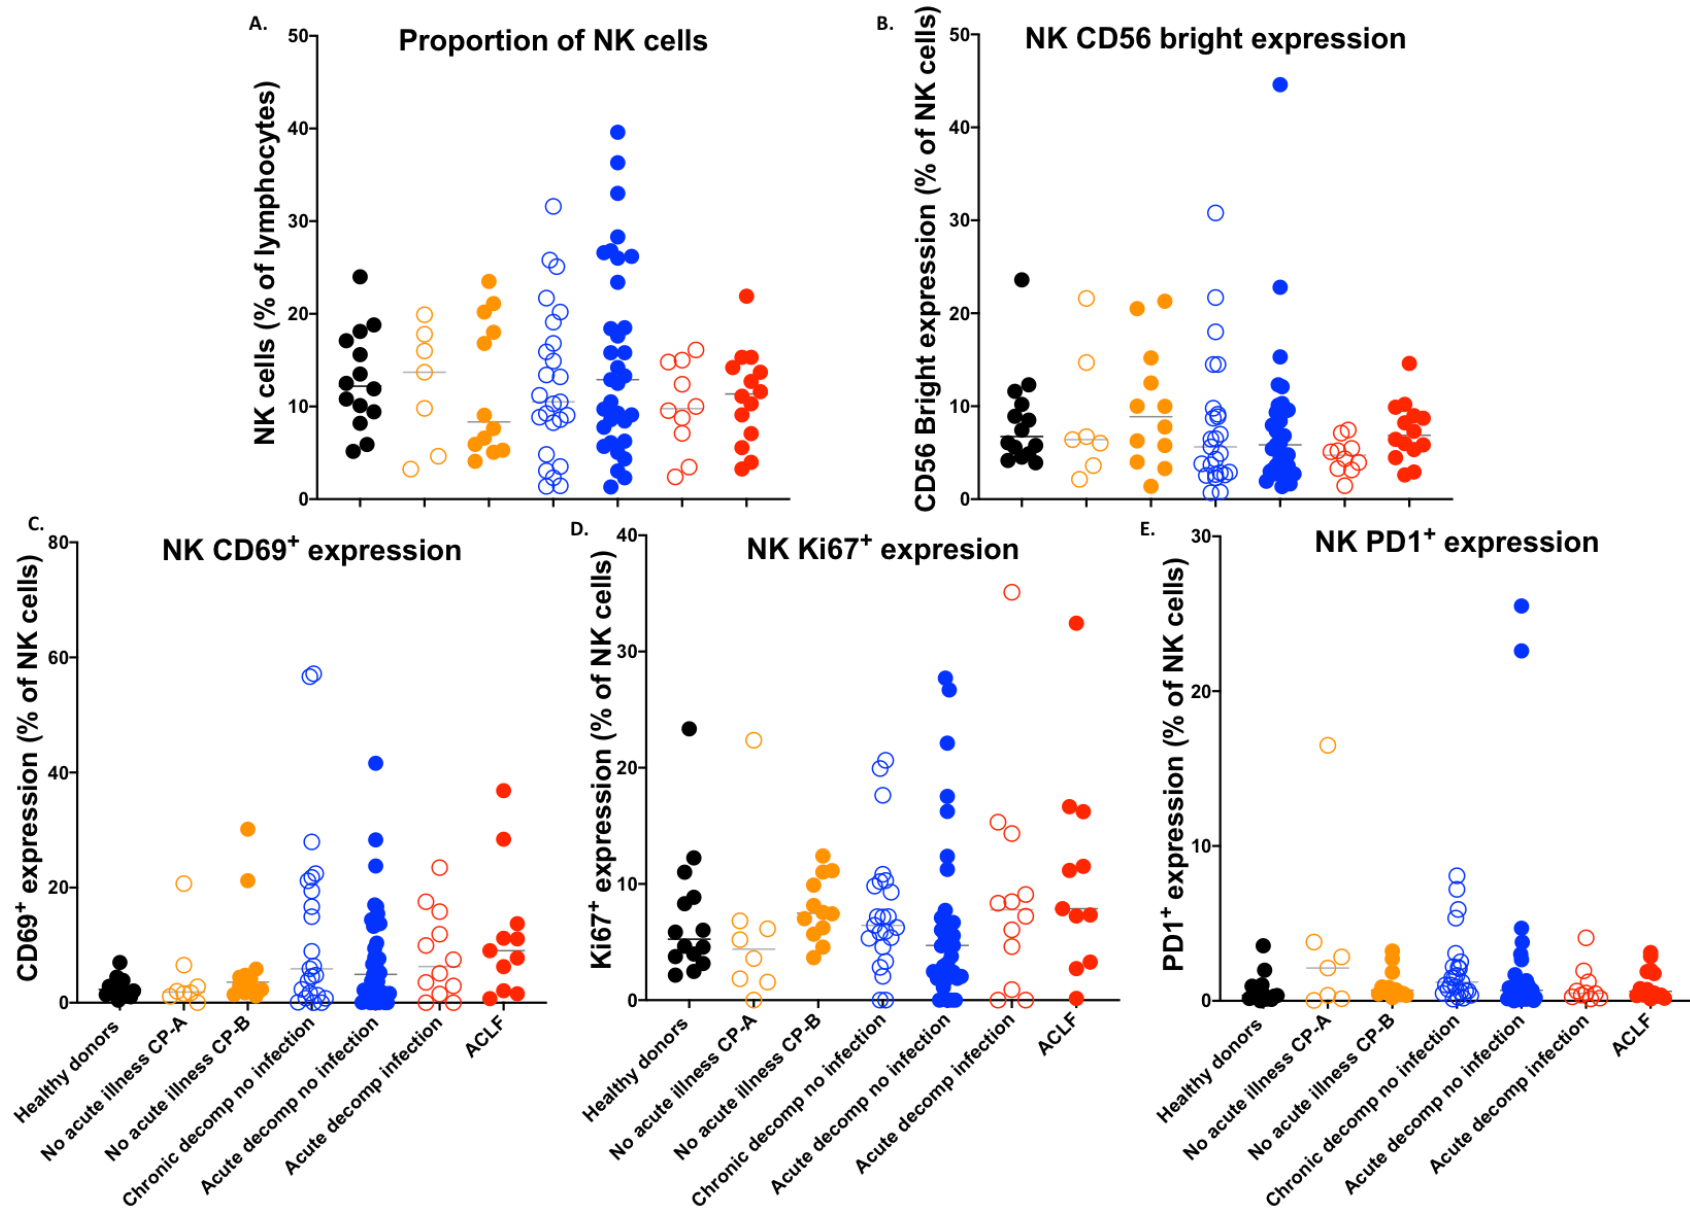 A.
Proportion of NK cells
NK cells (% of lymphocytes)
50
40
30
20
10
0
B.
NK CD56 bright expression
CD56 Bright expression (% of NK cells)
50
40
30
20
10
0
C.
NK CD69+ expression
CD69+ expression (% of NK cells)
80
60
40
20
0
Healthy donors
No acute illness CP-A
No acute illness CP-B
Chronic decomp no infection
Acute decomp no infection
Acute decomp infection
ACLF
D.
NK Ki67+ expresion
Ki67+ expression (% of NK cells)
40
30
20
10
0
Healthy donors
No acute illness CP-A
No acute illness CP-B
Chronic decomp no infection
Acute decomp no infection
Acute decomp infection
ACLF
E.
NK PD1+ expression
PD1+ expression (% of NK cells)
30
20
10
0
Healthy donors
No acute illness CP-A
No acute illness CP-B
Chronic decomp no infection
Acute decomp no infection
Acute decomp infection
ACLF